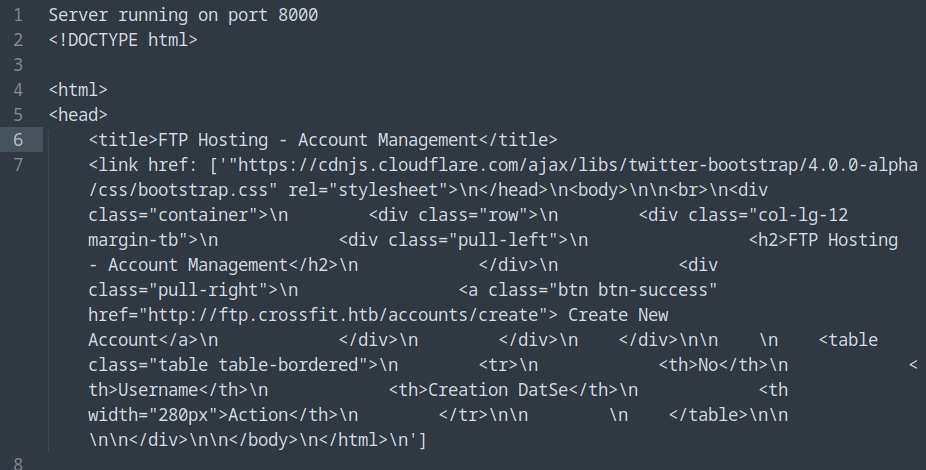 1 Server running on port 8000
2 <!DOCTYPE html>
3
4 <html>
5 <head>
6 <title>FTP Hosting - Account Management</title>
7 <link href: ['"https://cdnjs.cloudflare.com/ajax/libs/twitter-bootstrap/4.0.0-alpha
/css/bootstrap.css" rel="stylesheet">\n</head>\n<body>\n\n<br>\n<div
class="container">\n        <div class="row">\n            <div class="col-lg-12
margin-tb">\n            <div class="pull-left">\n                <h2>FTP Hosting
- Account Management</h2>\n            </div>\n            <div
class="pull-right">\n                <a class="btn btn-success"
href="http://ftp.crossfit.htb/accounts/create"> Create New
Account</a>\n            </div>\n        </div>\n    </div>\n\n    \n    <table
class="table table-bordered">\n        <tr>\n            <th>No</th>\n            <
th>Username</th>\n            <th>Creation DatSe</th>\n            <th
width="280px">Action</th>\n        </tr>\n\n        \n    </table>\n\n
\n\n</div>\n\n</body>\n</html>\n']
8